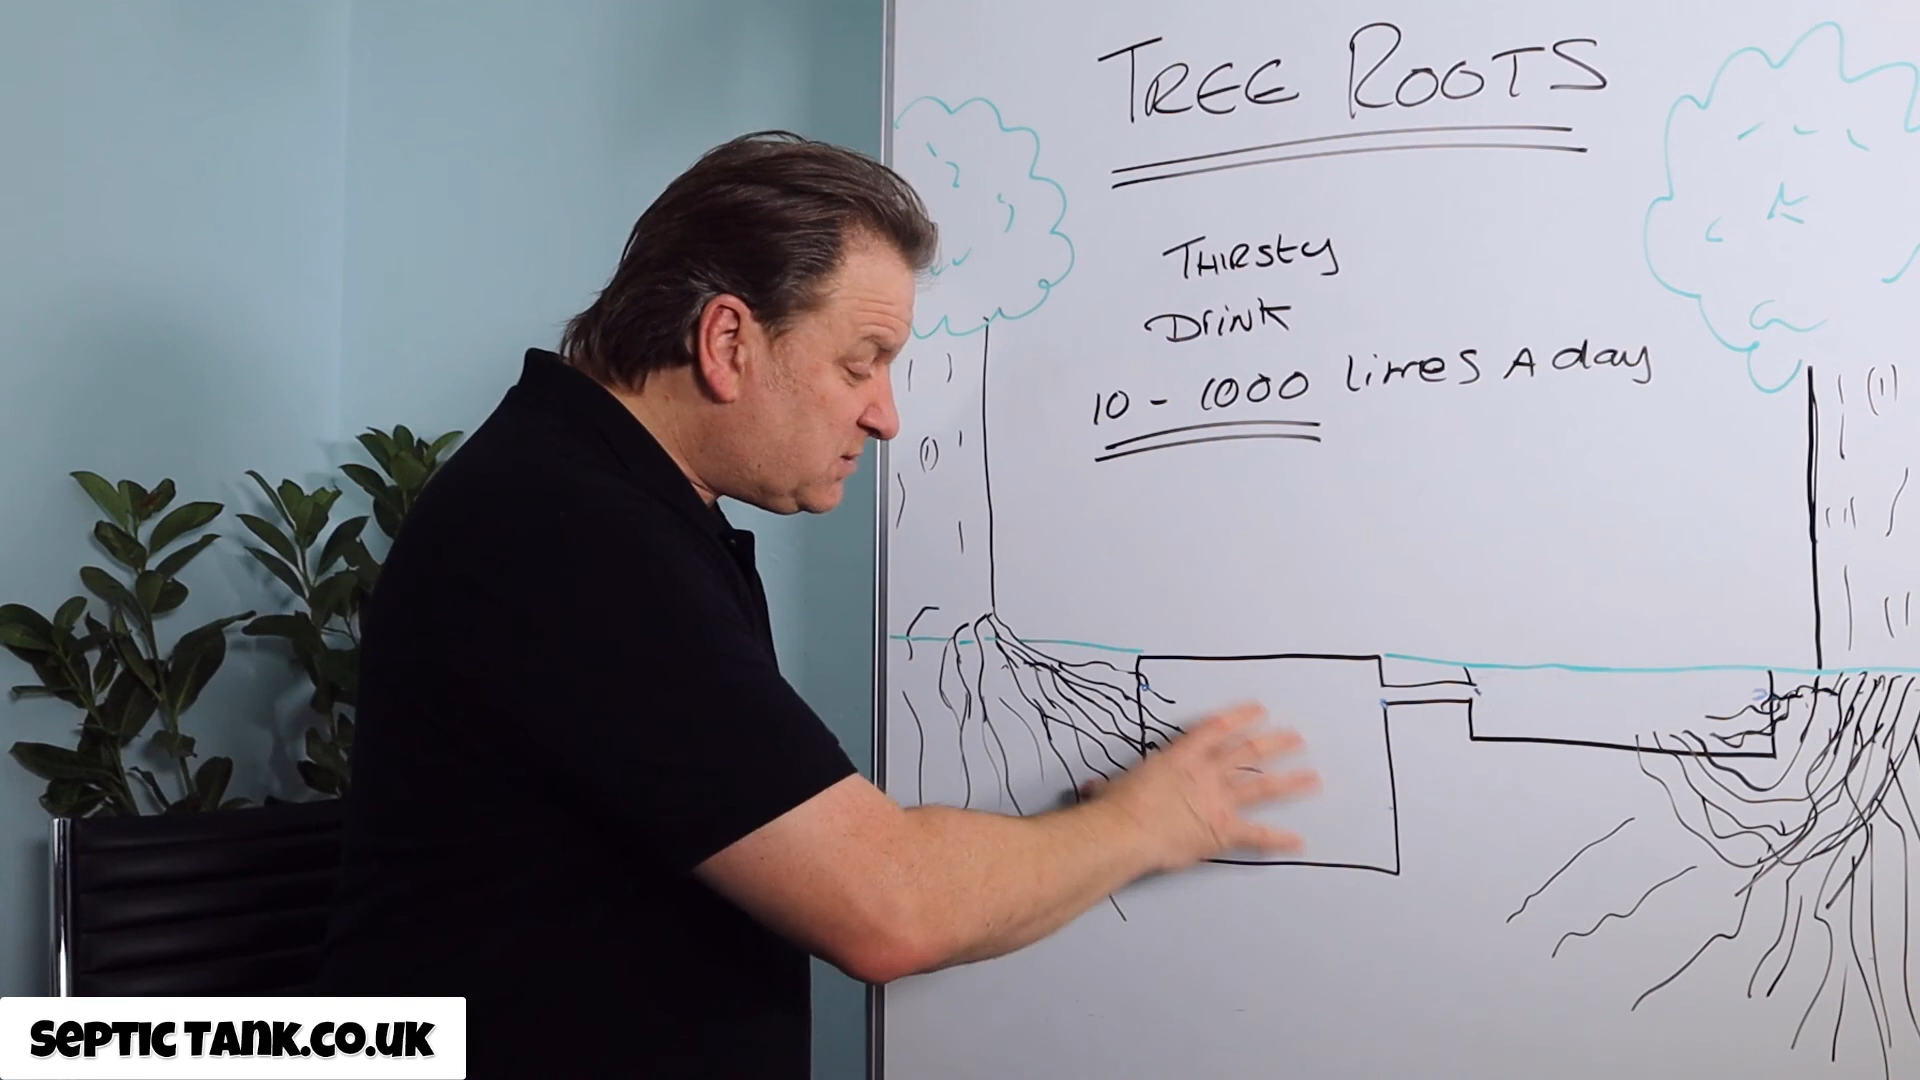 TREE ROOTS
THIRSty
Drink
10 - 1000 litres A day
SEPTIC TANK.CO.UK